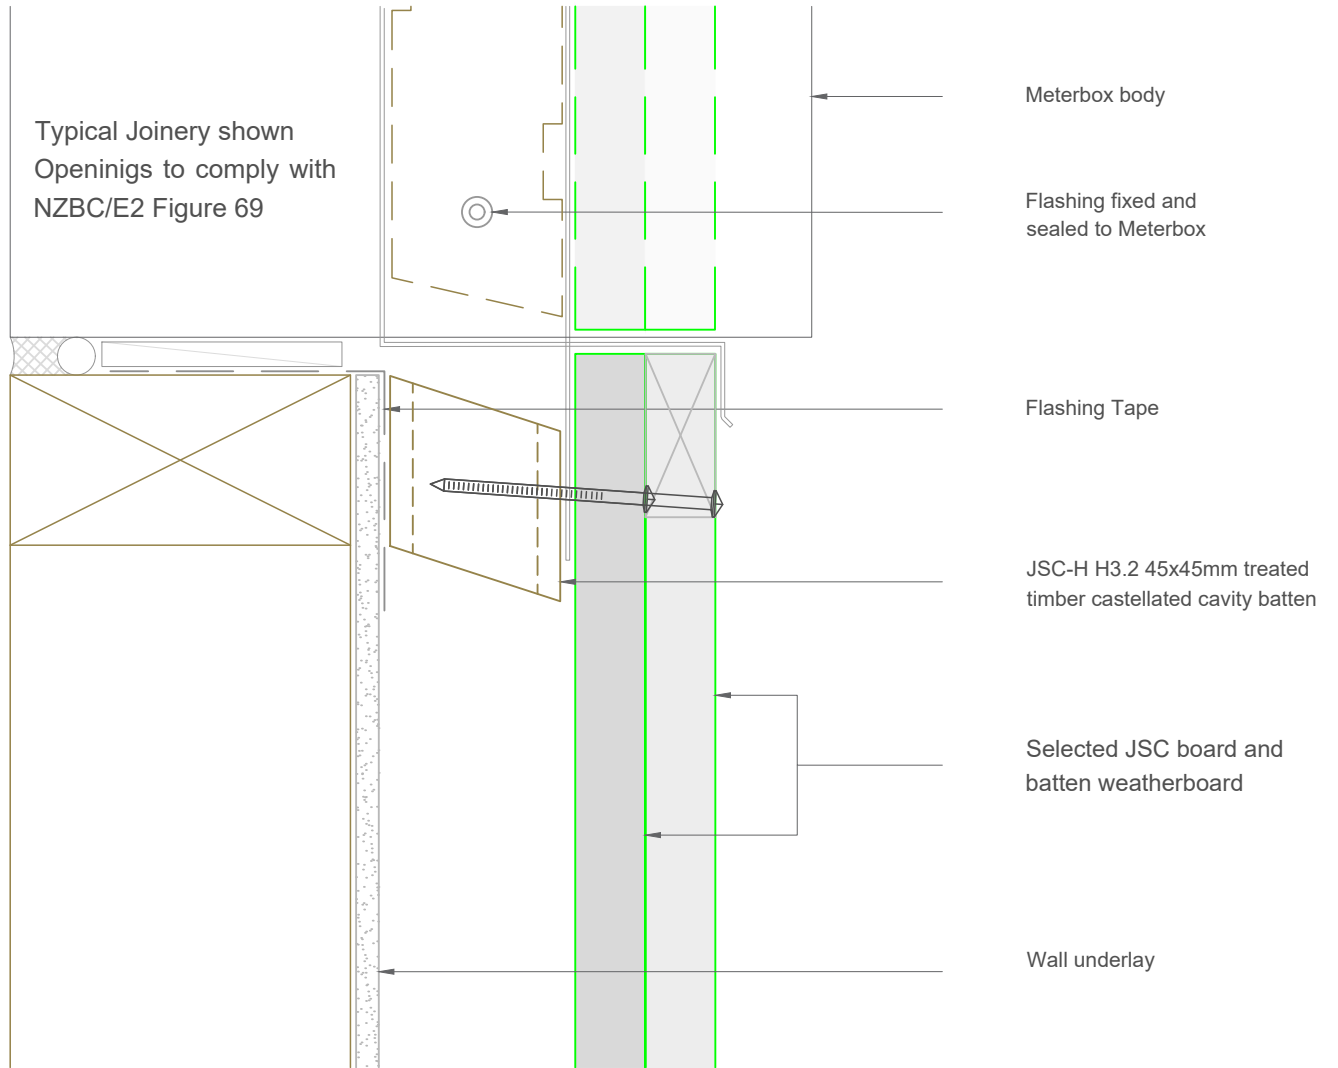 Typical Joinery shown
Openinigs to comply with
NZBC/E2 Figure 69
Meterbox body
Flashing fixed and
sealed to Meterbox
Flashing Tape
JSC-H H3.2 45x45mm treated
timber castellated cavity batten
Selected JSC board and
batten weatherboard
Wall underlay